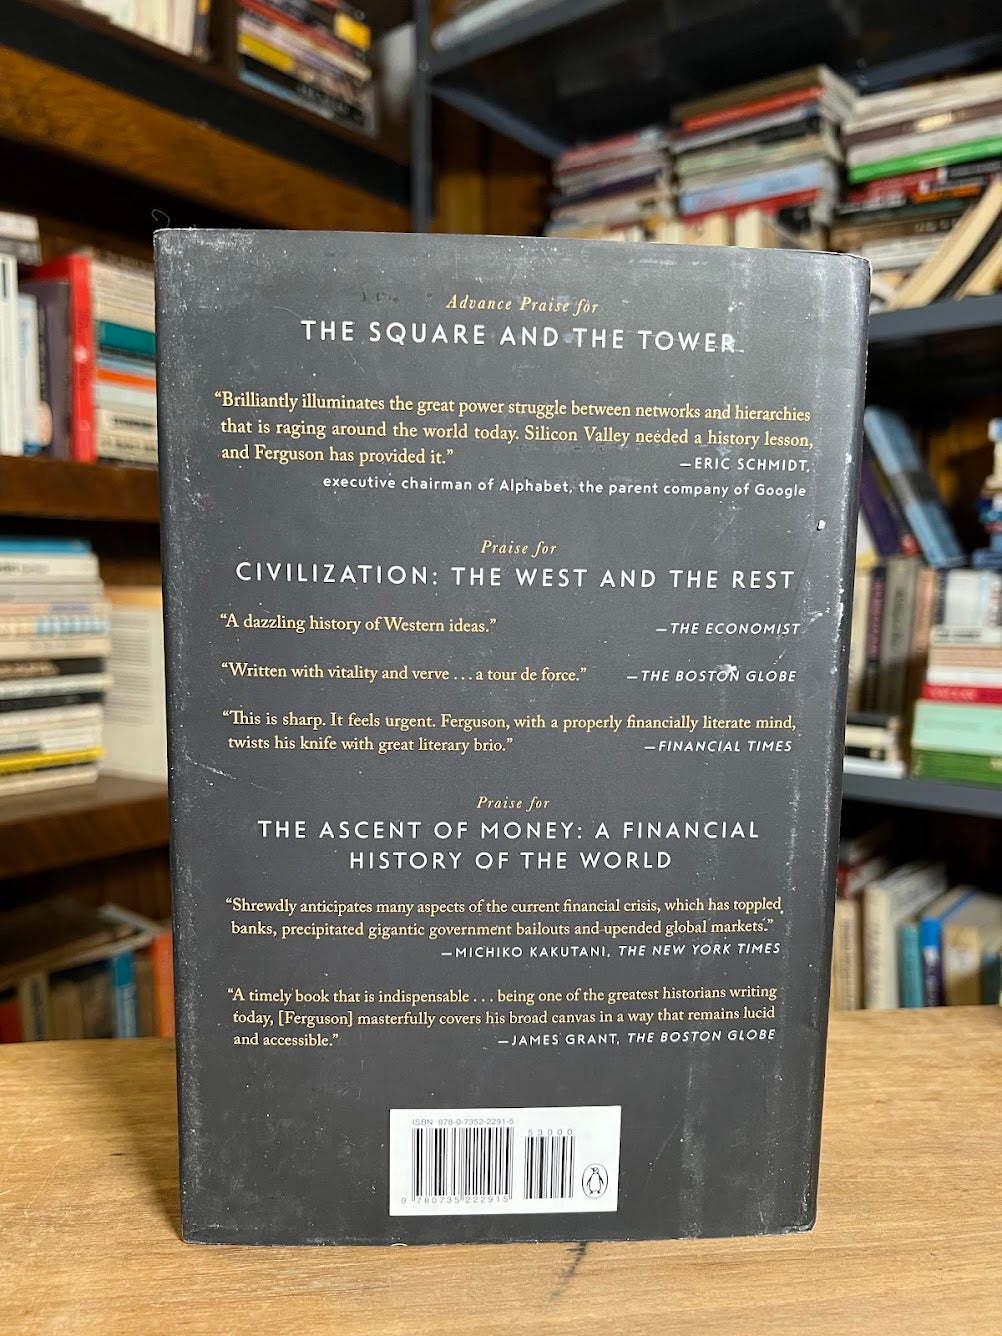 Advance Praise for
THE SQUARE AND THE TOWER
“Brilliantly illuminates the great power struggle between networks and hierarchies
that is raging around the world today. Silicon Valley needed a history lesson,
and Ferguson has provided it.”
—ERIC SCHMIDT,
executive chairman of Alphabet, the parent company of Google
Praise for
CIVILIZATION: THE WEST AND THE REST
“A dazzling history of Western ideas.” —THE ECONOMIST
“Written with vitality and verve . . . a tour de force.” —THE BOSTON GLOBE
“This is sharp. It feels urgent. Ferguson, with a properly financially literate mind,
twists his knife with great literary brio.” —FINANCIAL TIMES
Praise for
THE ASCENT OF MONEY: A FINANCIAL
HISTORY OF THE WORLD
“Shrewdly anticipates many aspects of the current financial crisis, which has toppled
banks, precipitated gigantic government bailouts and upended global markets.”
—MICHIKO KAKUTANI, THE NEW YORK TIMES
“A timely book that is indispensable . . . being one of the greatest historians writing
today, [Ferguson] masterfully covers his broad canvas in a way that remains lucid
and accessible.” —JAMES GRANT, THE BOSTON GLOBE
ISBN 978-0-7352-2291-5
53000
9 780735 222915